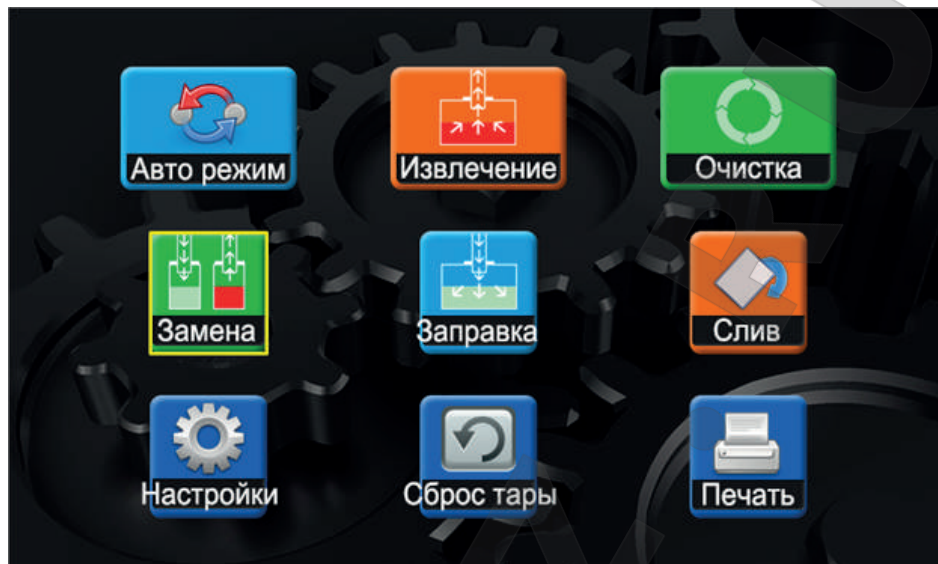 Авто режим
Извлечение
Очистка
Замена
Заправка
Слив
Настройки
Сброс тары
Печать